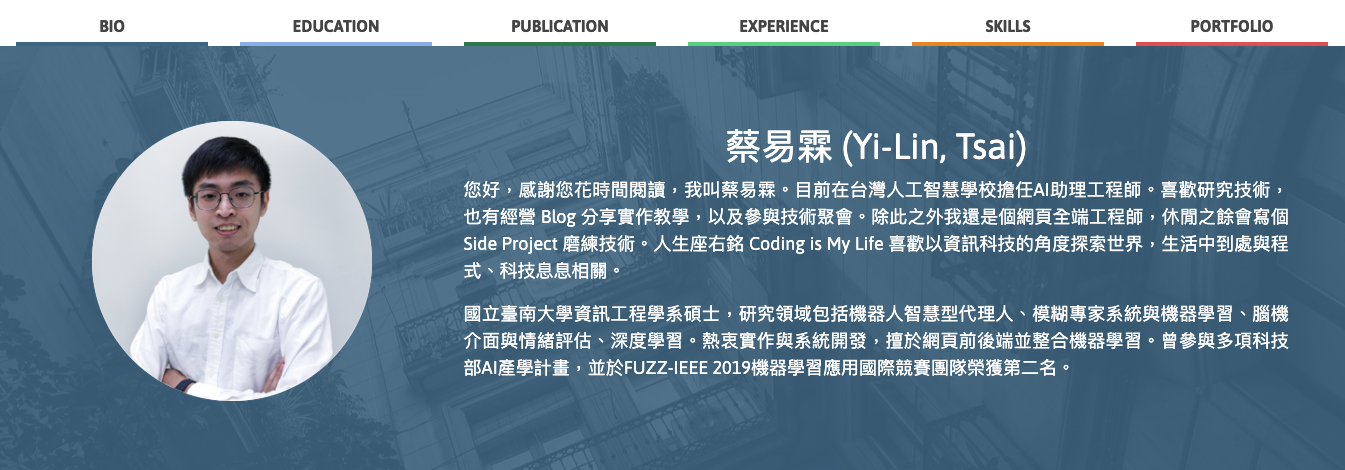 BIO EDUCATION PUBLICATION EXPERIENCE SKILLS PORTFOLIO
蔡易霖 (Yi-Lin, Tsai)
您好，感謝您花時間閱讀，我叫蔡易霖。目前在台灣人工智慧學校擔任AI助理工程師。喜歡研究技術，
也有經營 Blog 分享實作教學，以及參與技術聚會。除此之外我還是個網頁全端工程師，休閒之餘會寫個
Side Project 磨練技術。人生座右銘 Coding is My Life 喜歡以資訊科技的角度探索世界，生活中到處與程
式、科技息息相關。
國立臺南大學資訊工程學系碩士，研究領域包括機器人智慧型代理人、模糊專家系統與機器學習、腦機
介面與情緒評估、深度學習。熱衷實作與系統開發，擅於網頁前後端並整合機器學習。曾參與多項科技
部AI產學計畫，並於FUZZ-IEEE 2019機器學習應用國際競賽團隊榮獲第二名。